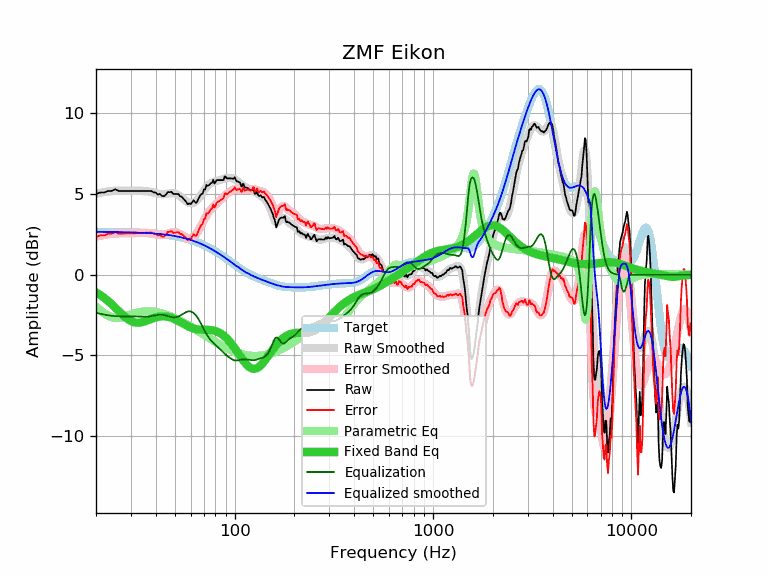 ZMF Eikon
Amplitude (dBr)
10
5
0
−5
−10
Target
Raw Smoothed
Error Smoothed
Raw
Error
Parametric Eq
Fixed Band Eq
Equalization
Equalized smoothed
100 1000 10000
Frequency (Hz)